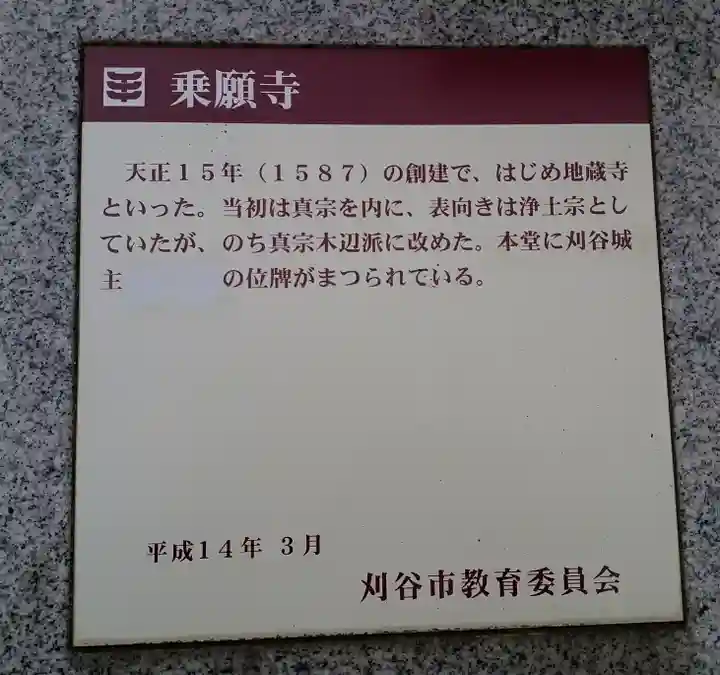 乗願寺
天正15年(1587)の創建で、はじめ地蔵寺
といった。当初は真宗を内に、表向きは浄土宗とし
ていたが、のち真宗木辺派に改めた。本堂に刈谷城
主 の位牌がまつられている。
平成14年 3月
刈谷市教育委員会